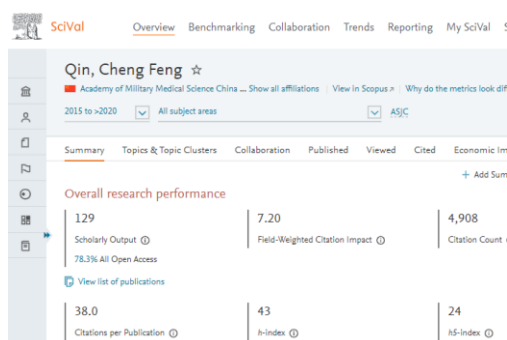 SciVal Overview Benchmarking Collaboration Trends Reporting My SciVal S
Qin, Cheng Feng ☆
Academy of Military Medical Science China ... Show all affiliations View in Scopus ↗ Why do the metrics look dif
2015 to >2020 All subject areas ASJC
Summary Topics & Topic Clusters Collaboration Published Viewed Cited Economic Im
+ Add Sum
Overall research performance
129 7.20 4,908
Scholarly Output Field-Weighted Citation Impact Citation Count
78.3% All Open Access
View list of publications
38.0 43 24
Citations per Publication h-index h5-index